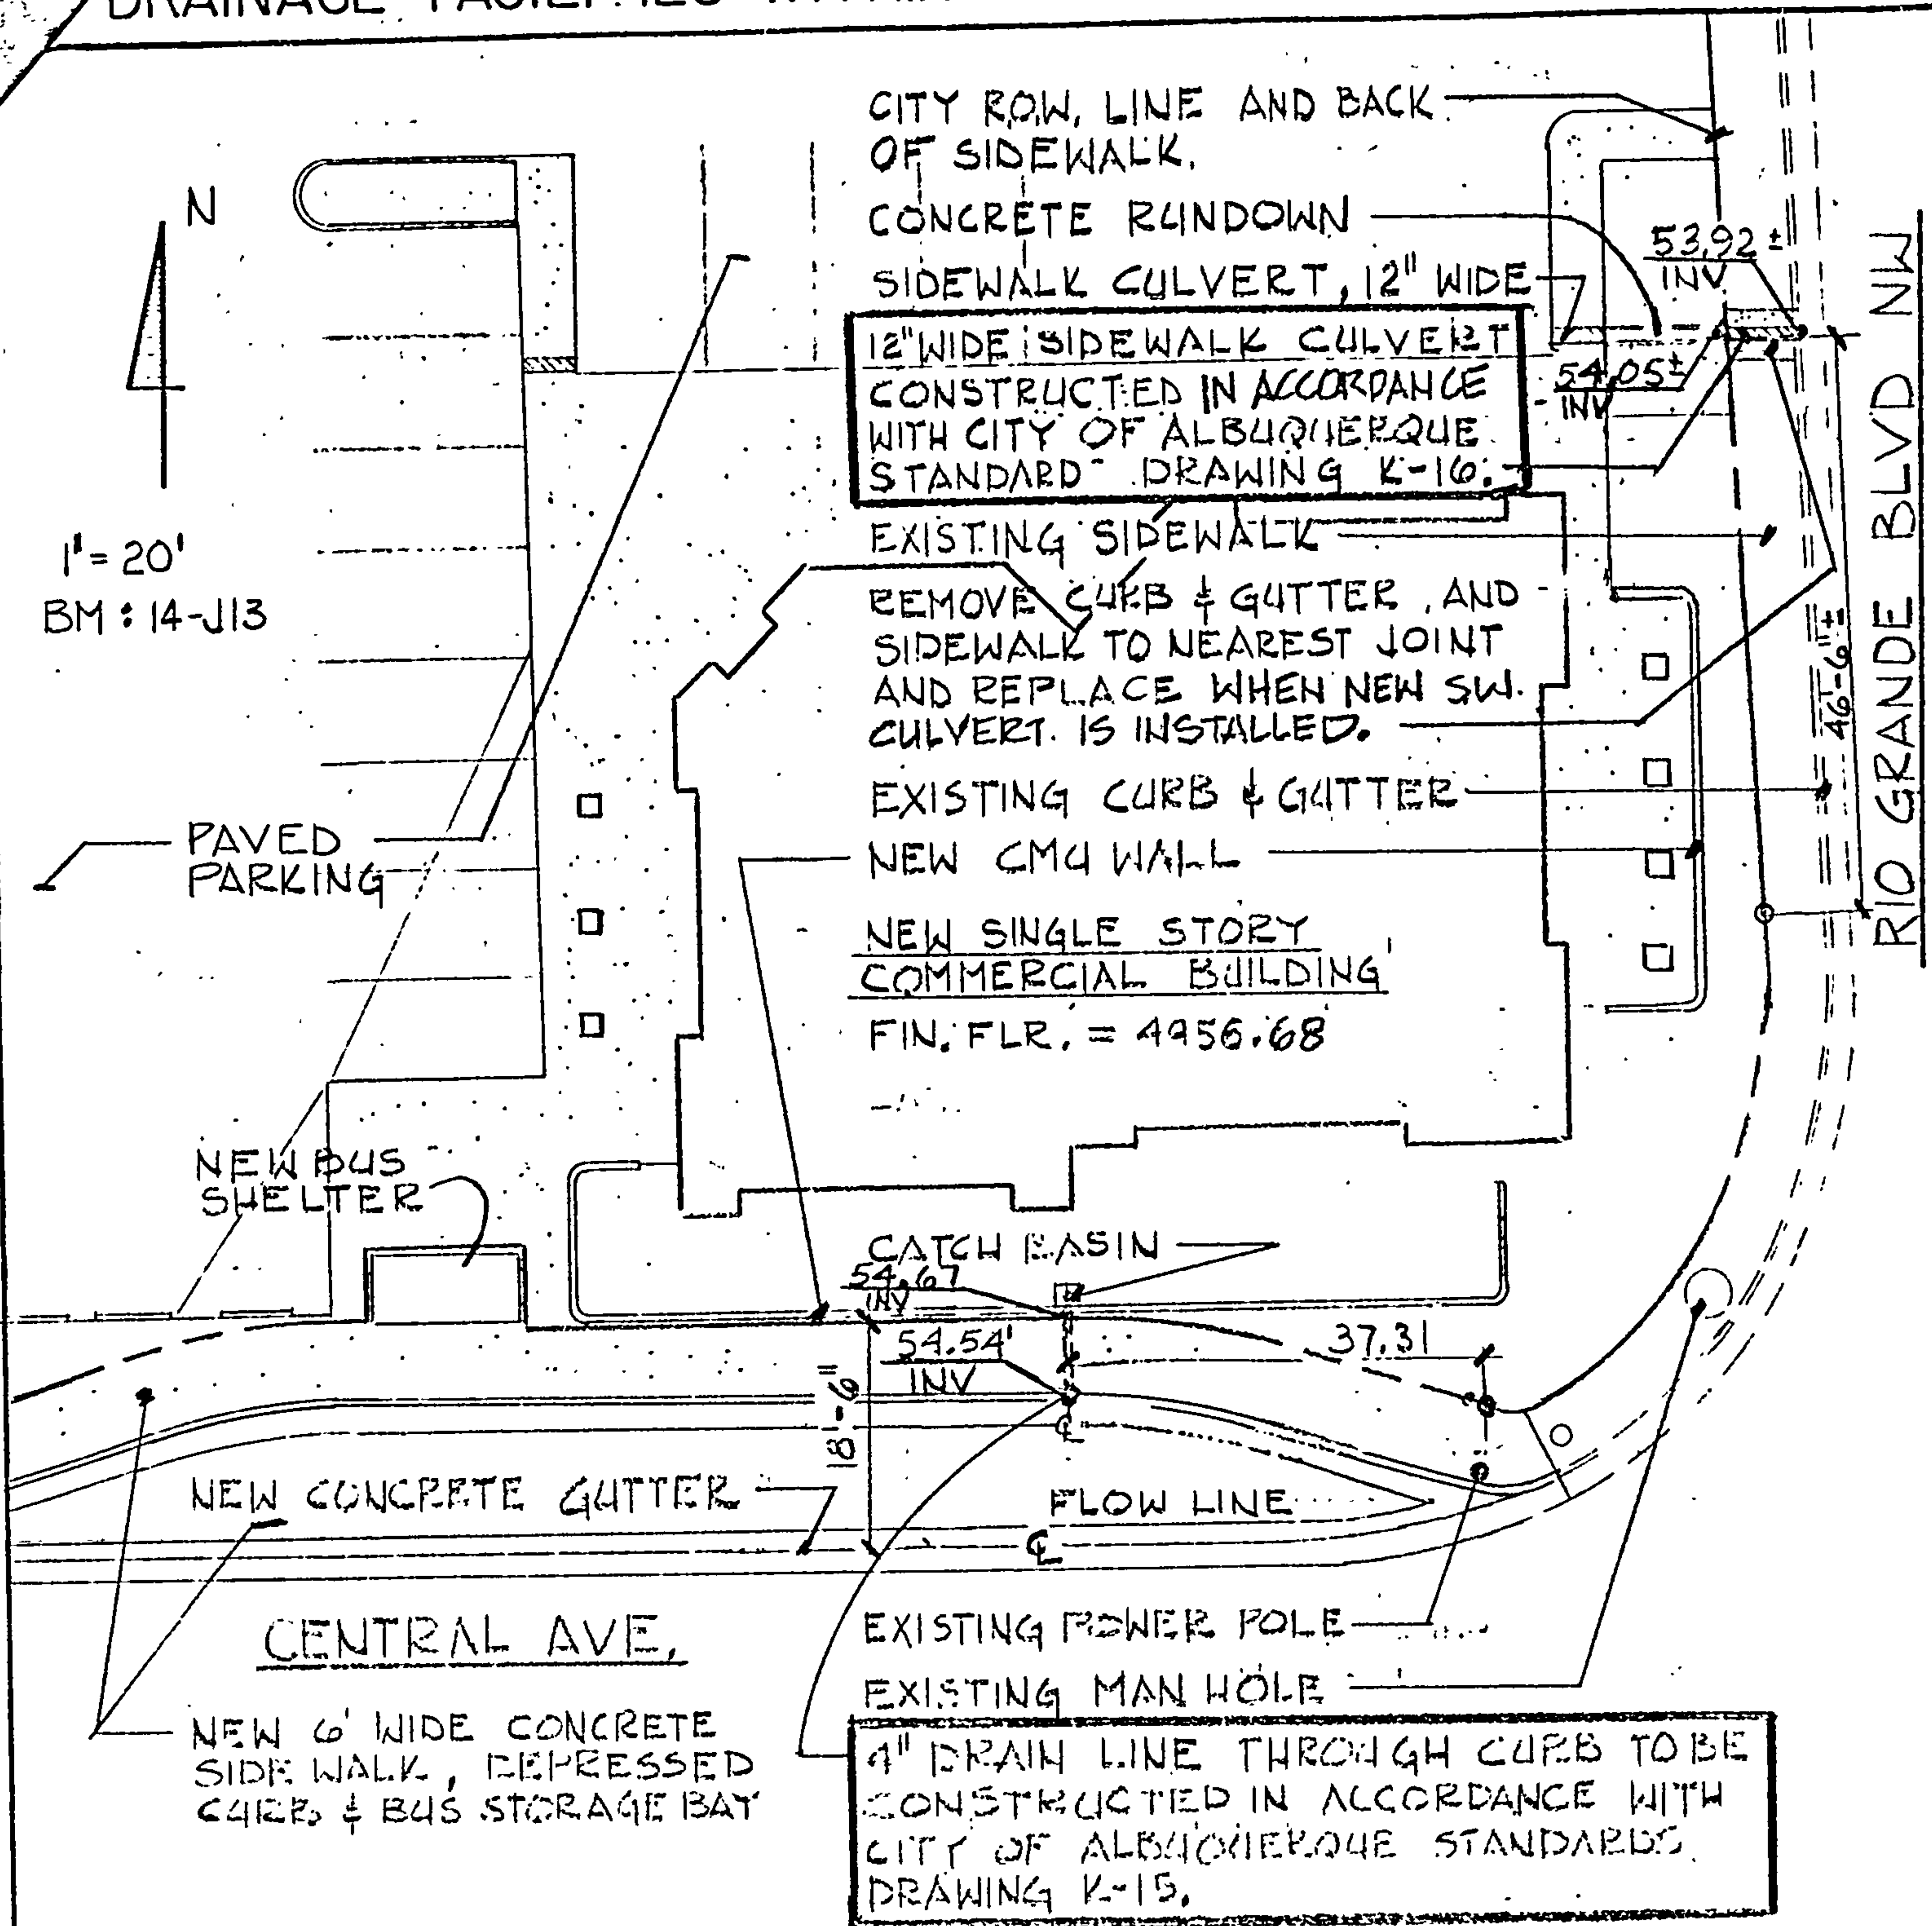 DRAINAGE FACILITIES WITHIN
CITY R.O.W. LINE AND BACK
OF SIDEWALK.
N
CONCRETE RUNDOWN
53.92 ±
INV
SIDEWALK CULVERT, 12" WIDE
12" WIDE SIDEWALK CULVERT
CONSTRUCTED IN ACCORDANCE
WITH CITY OF ALBUQUERQUE
STANDARD DRAWING K-16.
54.05±
INV
RIO GRANDE BLVD NW
EXISTING SIDEWALK
1" = 20'
BM : 14-J13
REMOVE CURB & GUTTER, AND
SIDEWALK TO NEAREST JOINT
AND REPLACE WHEN NEW SW.
CULVERT. IS INSTALLED.
46'-6"±
EXISTING CURB & GUTTER
PAVED
PARKING
NEW CMU WALL
NEW SINGLE STORY
COMMERCIAL BUILDING
FIN. FLR. = 4956.68
NEW BUS
SHELTER
CATCH BASIN
54.67
INV
54.54'
INV
37.31
18'-6"
℄
NEW CONCRETE GUTTER
FLOW LINE
℄
CENTRAL AVE.
EXISTING POWER POLE
EXISTING MAN HOLE
NEW 6' WIDE CONCRETE
SIDE WALK, DEPRESSED
CURB & BUS STORAGE BAY
4" DRAIN LINE THROUGH CURB TO BE
CONSTRUCTED IN ACCORDANCE WITH
CITY OF ALBUQUERQUE STANDARDS
DRAWING K-15.